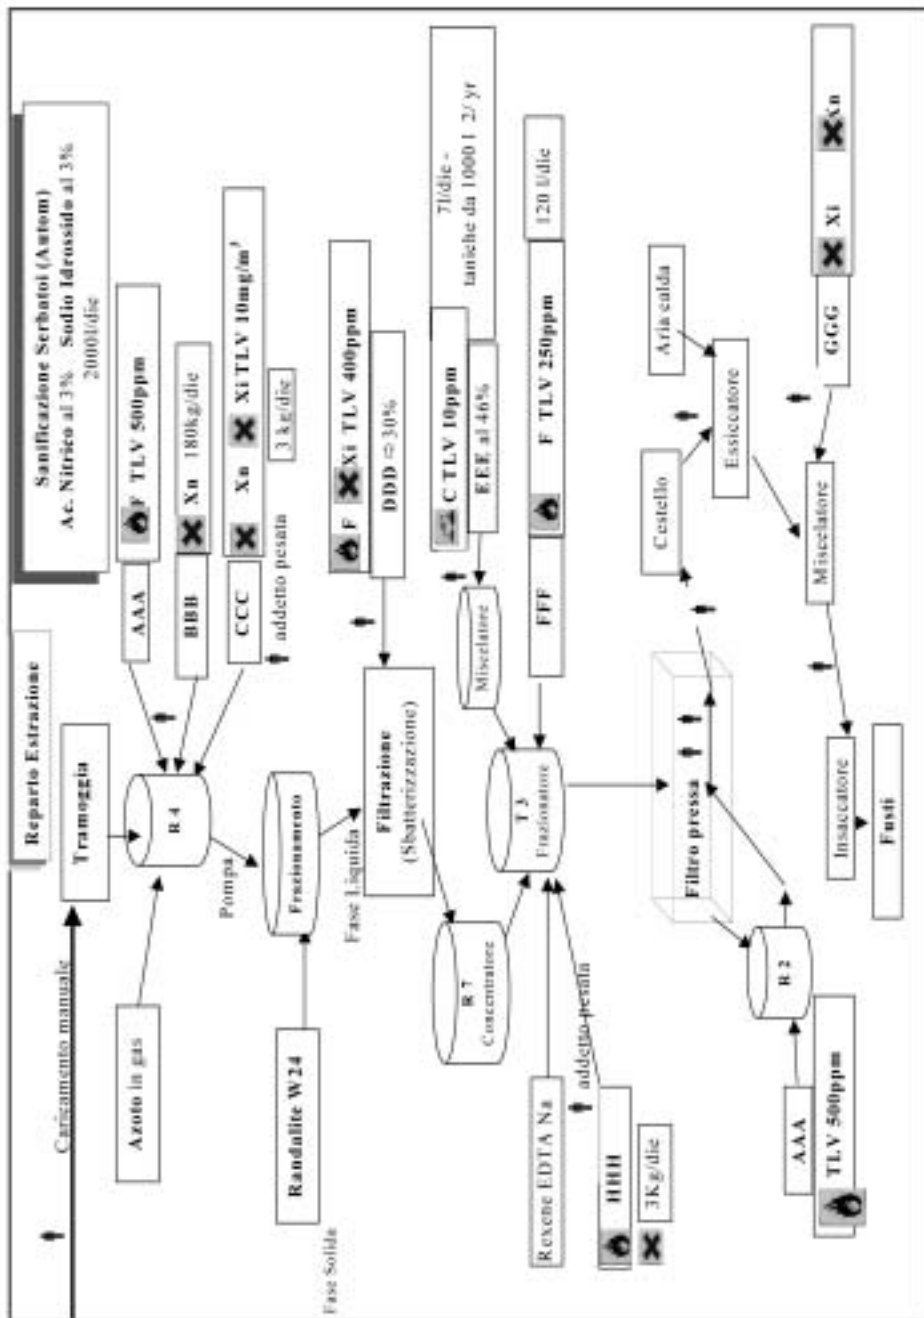 Reparto Estrazione
Sanificazione Serbatoi (Autom)
Ac. Nitrico al 3% Sodio Idrossido al 3%
2000l/die
Caricamento manuale
Tramoggia
AAA
F TLV 500ppm
BBB
Xn 180kg/die
CCC
Xn Xi TLV 10mg/m³
3 kg/die
addetto pesata
Azoto in gas
R 4
Pompa
Randalite W24
Fase Solida
Frazionamento
Fase Liquida
Filtrazione
(Sbatterizzazione)
F Xi TLV 400ppm
DDD ⇨ 30%
R 7
Concentratore
Miscelatore
C TLV 10ppm
EEE al 46%
7l/die -
taniche da 1000 l 2/ yr
T 3
Frazionatore
FFF
F TLV 250ppm
120 l/die
Rexene EDTA Na
addetto pesata
HHH
3Kg/die
Filtro pressa
R 2
AAA
TLV 500ppm
Cestello
Aria calda
Essiccatore
Miscelatore
GGG
Xi Xn
Insaccatore
Fusti